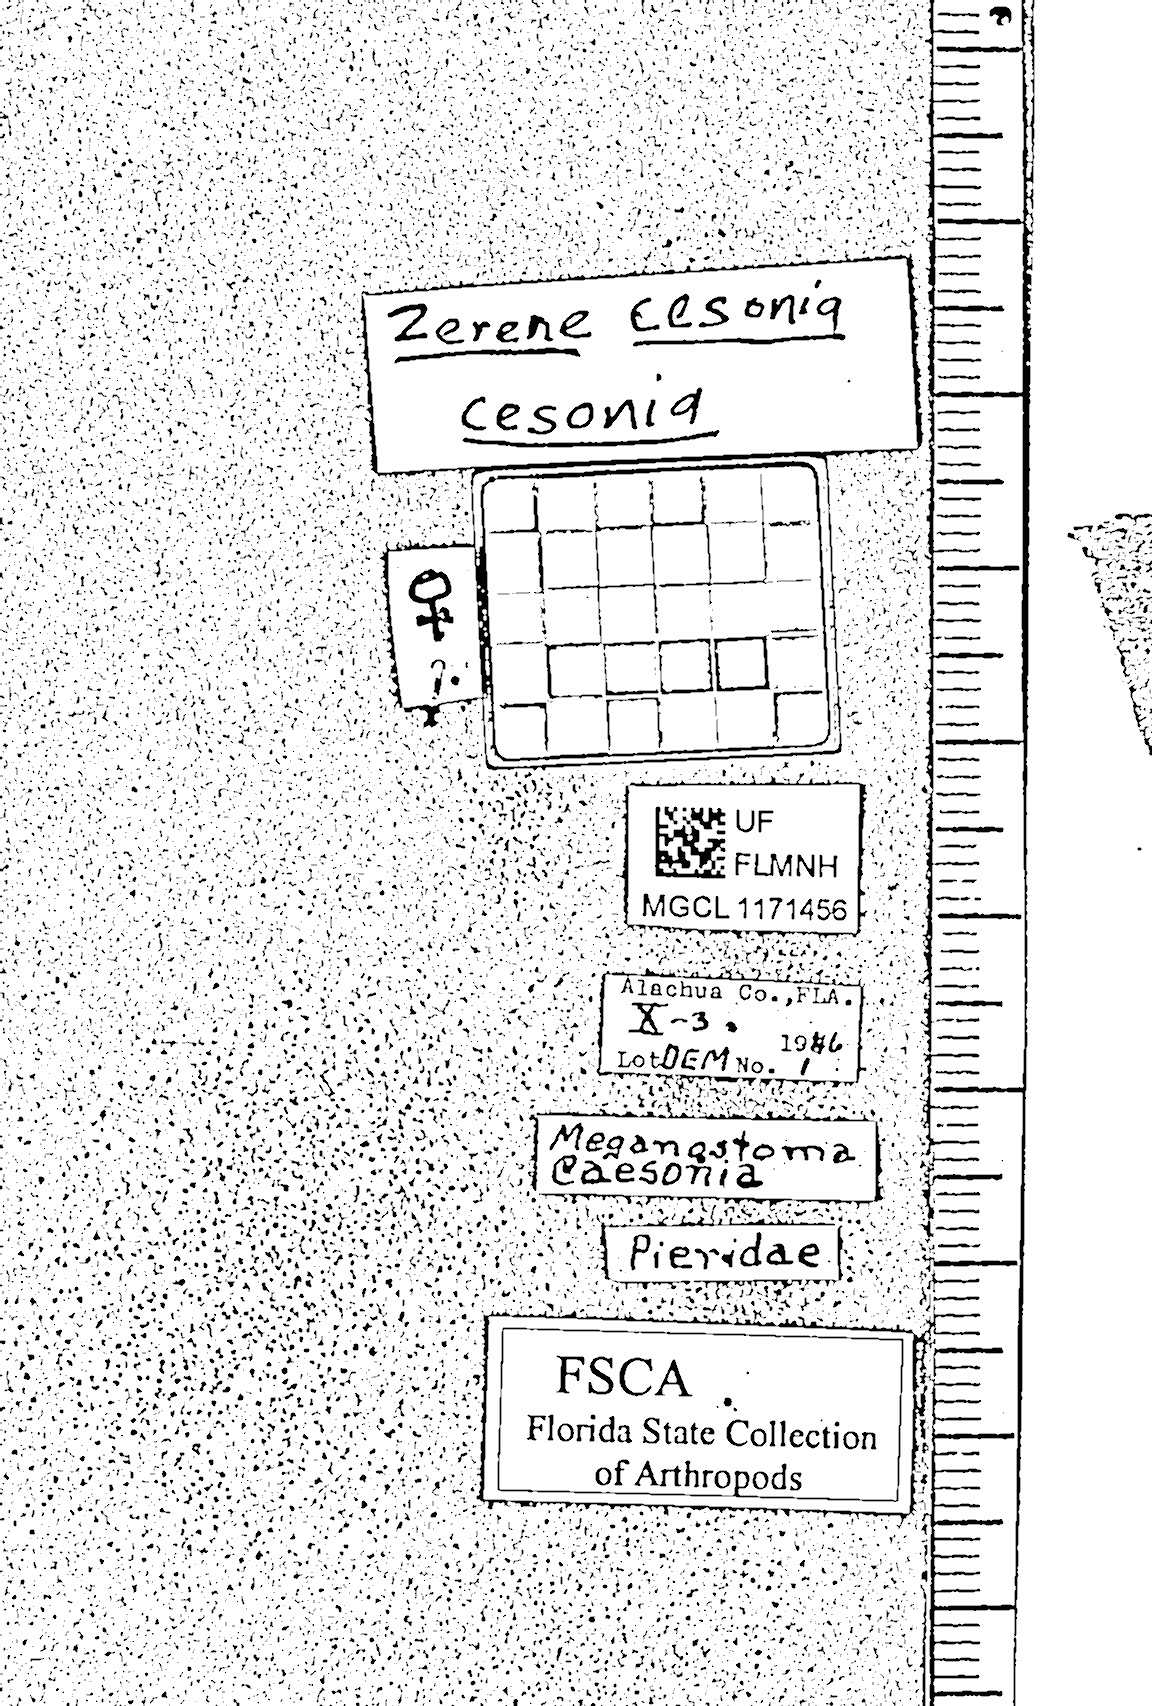 Zerene cesonia
cesonia
♀
?
UF
FLMNH
MGCL 1171456
Alachua Co., FLA.
X-3.
1946
Lot DEM No. 1
Meganostoma
Caesonia
Pieridae
FSCA
Florida State Collection
of Arthropods